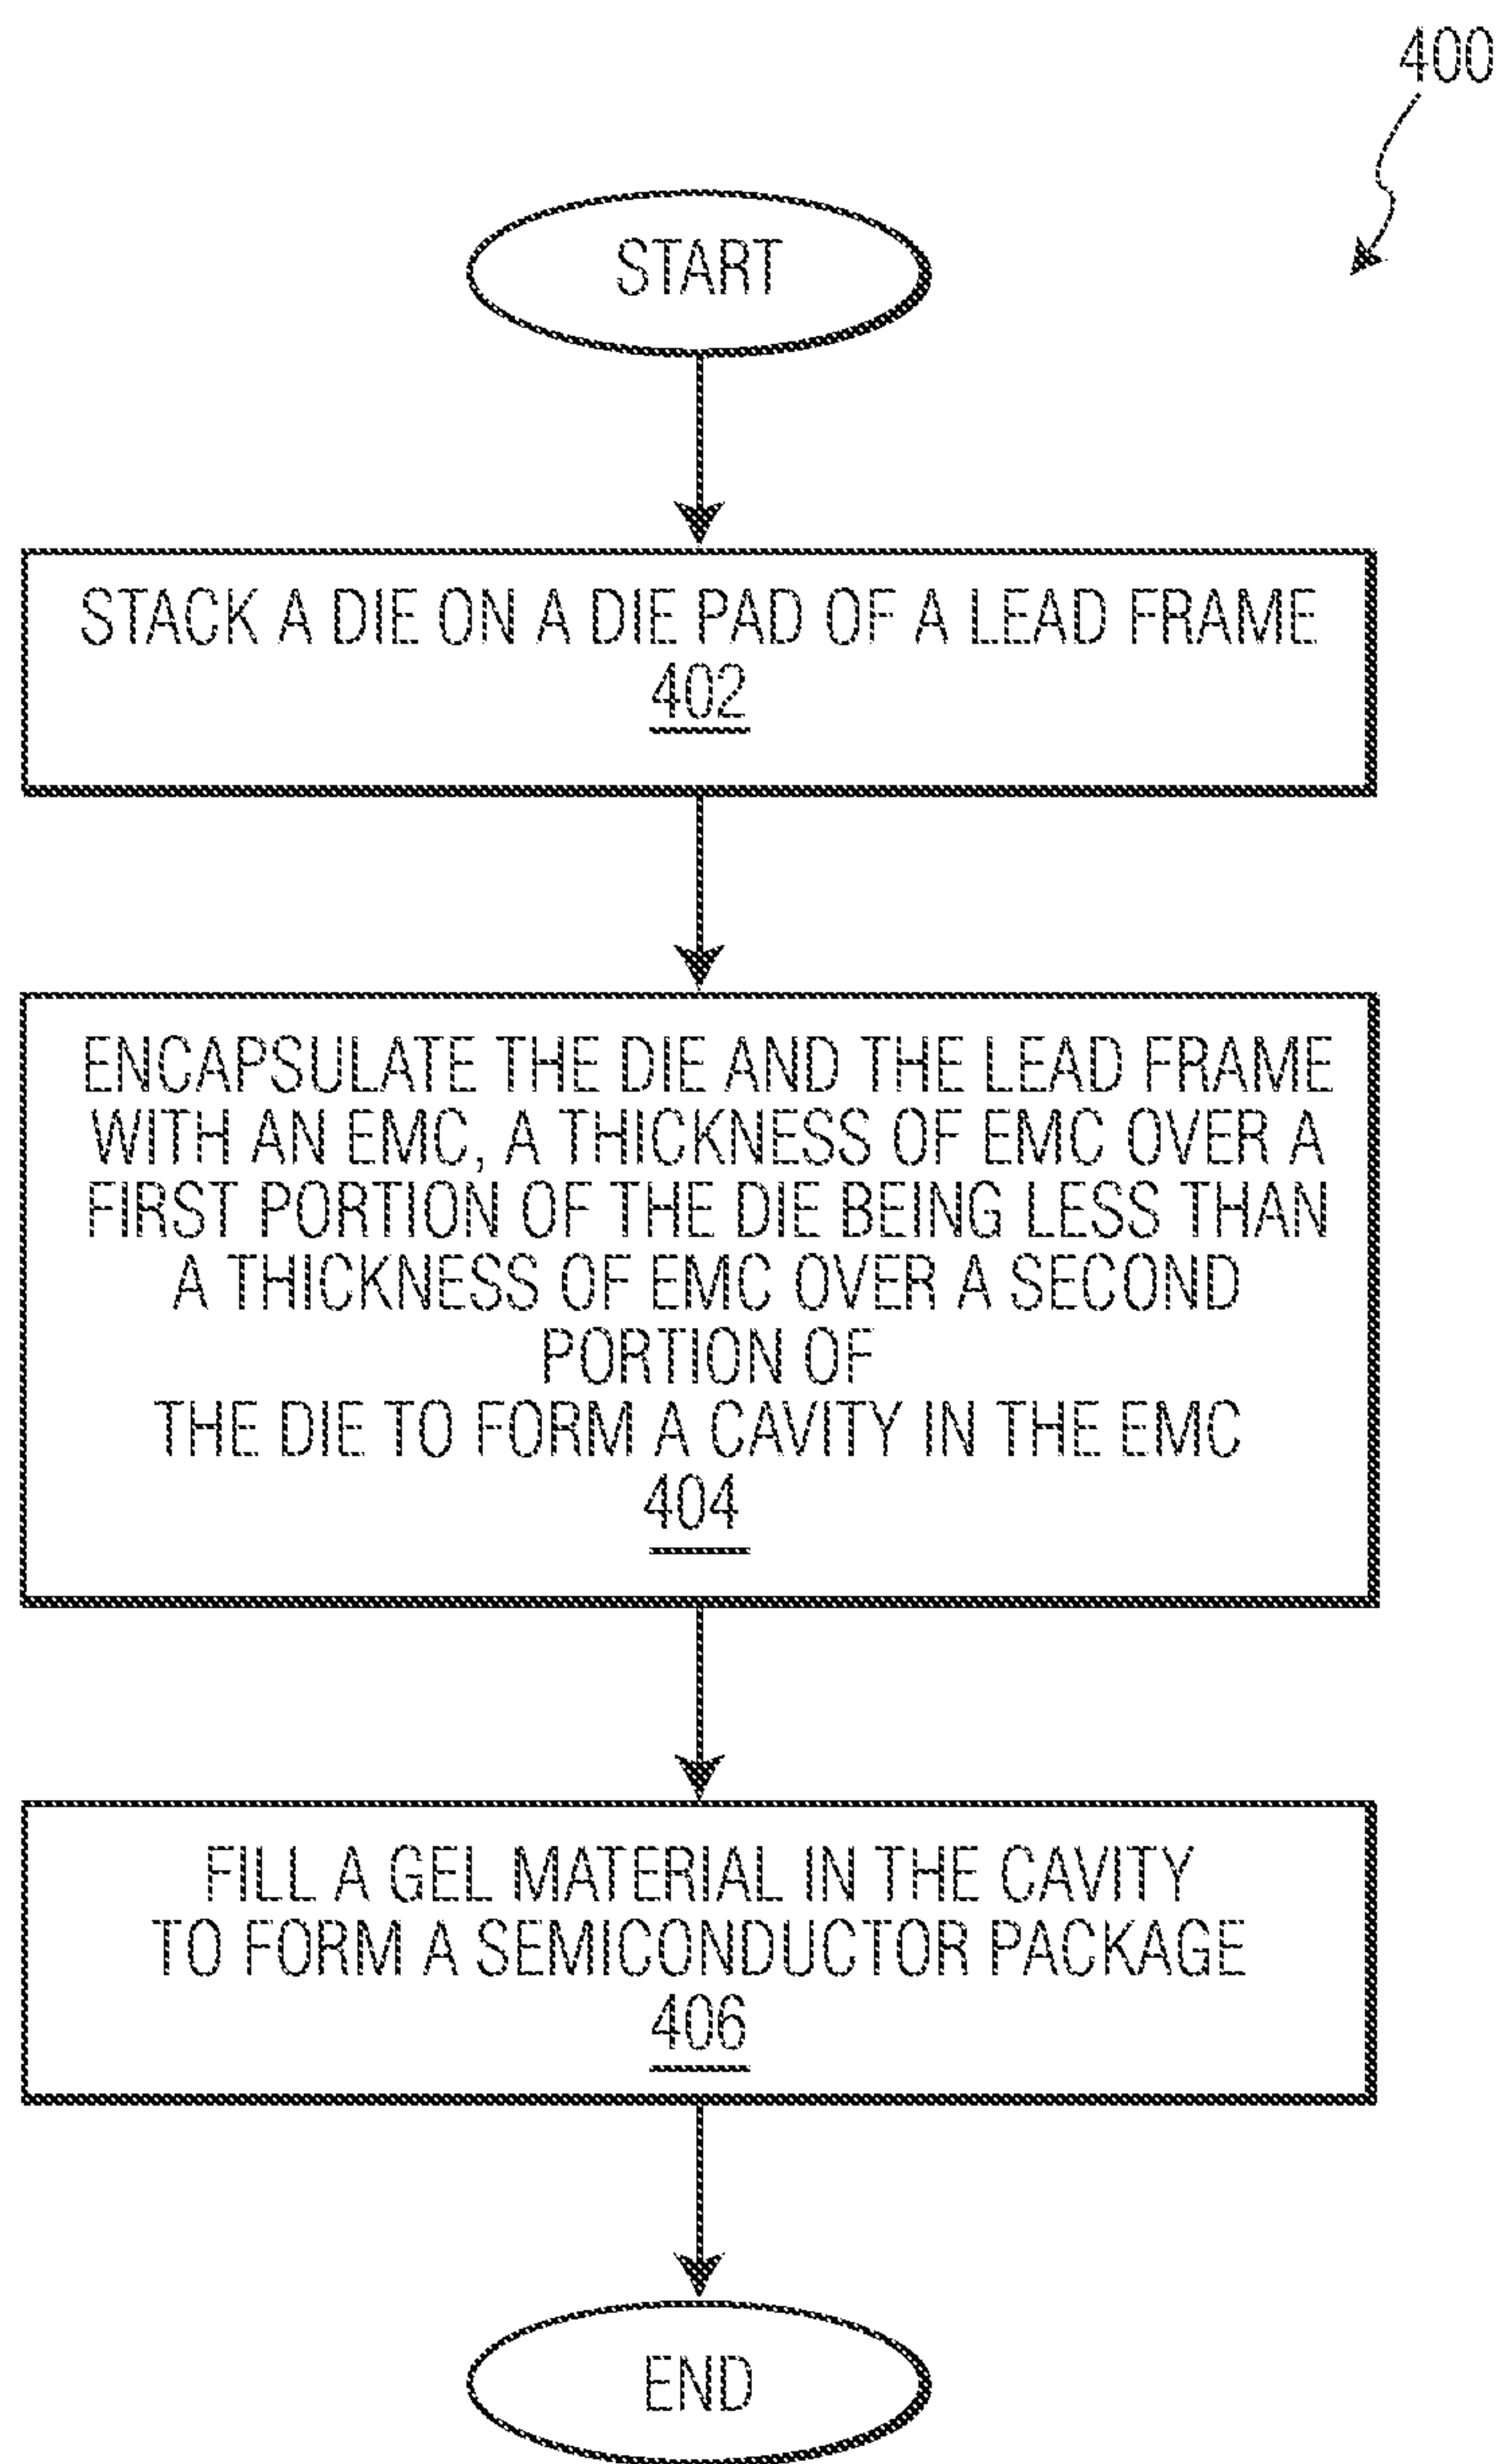 400
START
STACK A DIE ON A DIE PAD OF A LEAD FRAME
402
ENCAPSULATE THE DIE AND THE LEAD FRAME
WITH AN EMC, A THICKNESS OF EMC OVER A
FIRST PORTION OF THE DIE BEING LESS THAN
A THICKNESS OF EMC OVER A SECOND
PORTION OF
THE DIE TO FORM A CAVITY IN THE EMC
404
FILL A GEL MATERIAL IN THE CAVITY
TO FORM A SEMICONDUCTOR PACKAGE
406
END